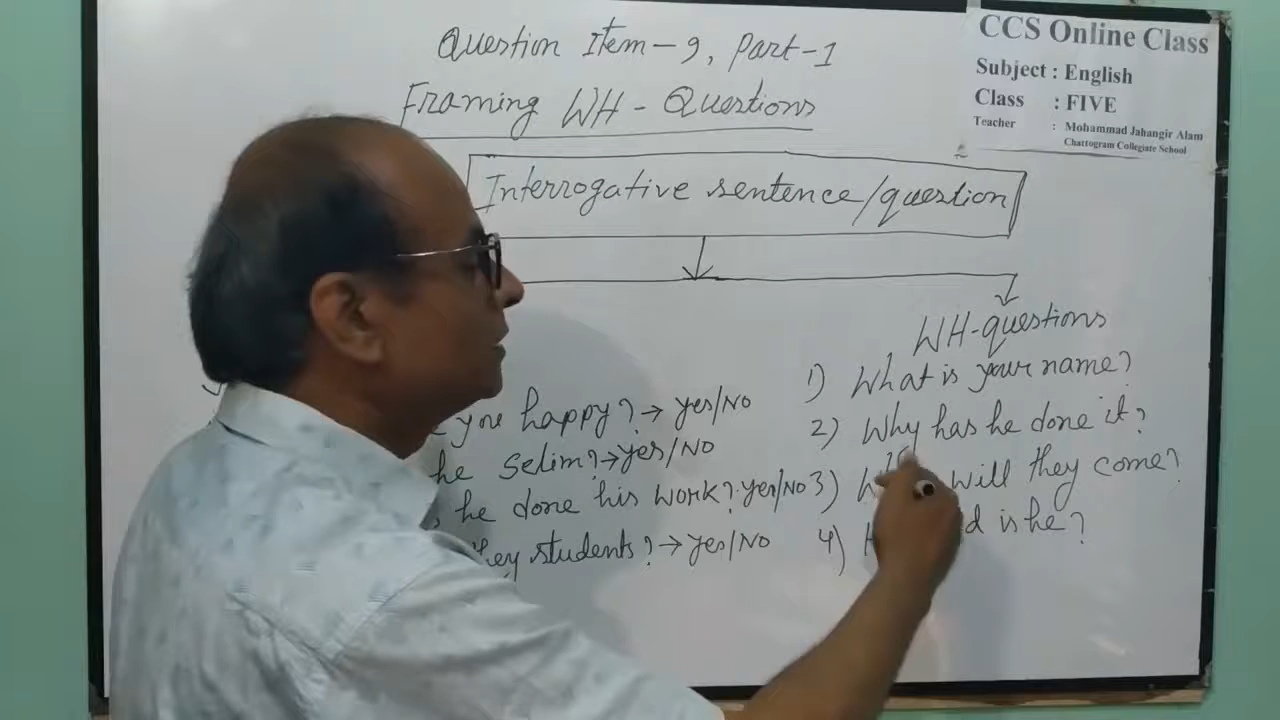 Question Item-9, Part-1
Framing WH-Questions
CCS Online Class
Subject : English
Class : FIVE
Teacher : Mohammad Jahangir Alam
Chattogram Collegiate School
Interrogative sentence/question
you happy? → yes/No
he Selim? → yes/No
he done his work? yes/No
they students? → yes/No
WH-questions
1) What is your name?
2) Why has he done it?
3) will they come?
4) is he?